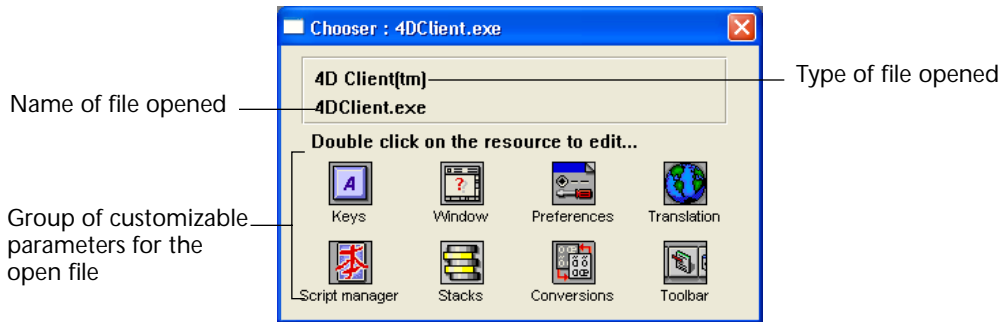 Chooser : 4DClient.exe
4D Client(tm)
Type of file opened
Name of file opened
4DClient.exe
Double click on the resource to edit...
Group of customizable
parameters for the
open file
A
?
Keys
Window
Preferences
Translation
Script manager
Stacks
Conversions
Toolbar